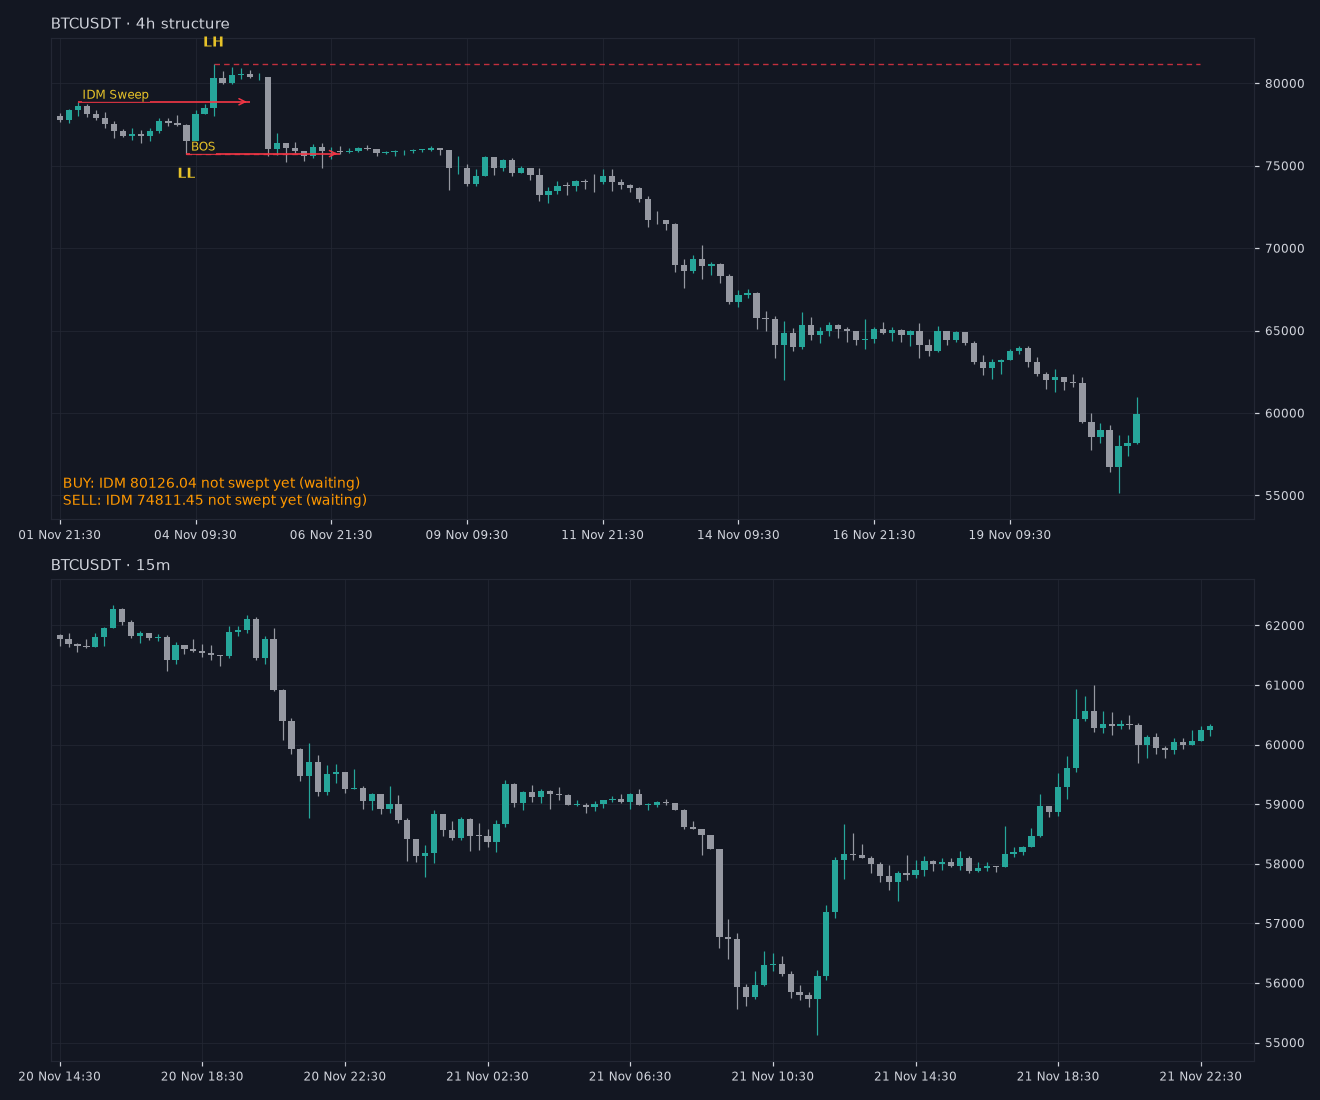 BTCUSDT · 4h structure
LH
80000
IDM Sweep
BOS
75000
LL
70000
65000
60000
BUY: IDM 80126.04 not swept yet (waiting)
SELL: IDM 74811.45 not swept yet (waiting)
55000
01 Nov 21:30 04 Nov 09:30 06 Nov 21:30 09 Nov 09:30 11 Nov 21:30 14 Nov 09:30 16 Nov 21:30 19 Nov 09:30
BTCUSDT · 15m
62000
61000
60000
59000
58000
57000
56000
55000
20 Nov 14:30 20 Nov 18:30 20 Nov 22:30 21 Nov 02:30 21 Nov 06:30 21 Nov 10:30 21 Nov 14:30 21 Nov 18:30 21 Nov 22:30